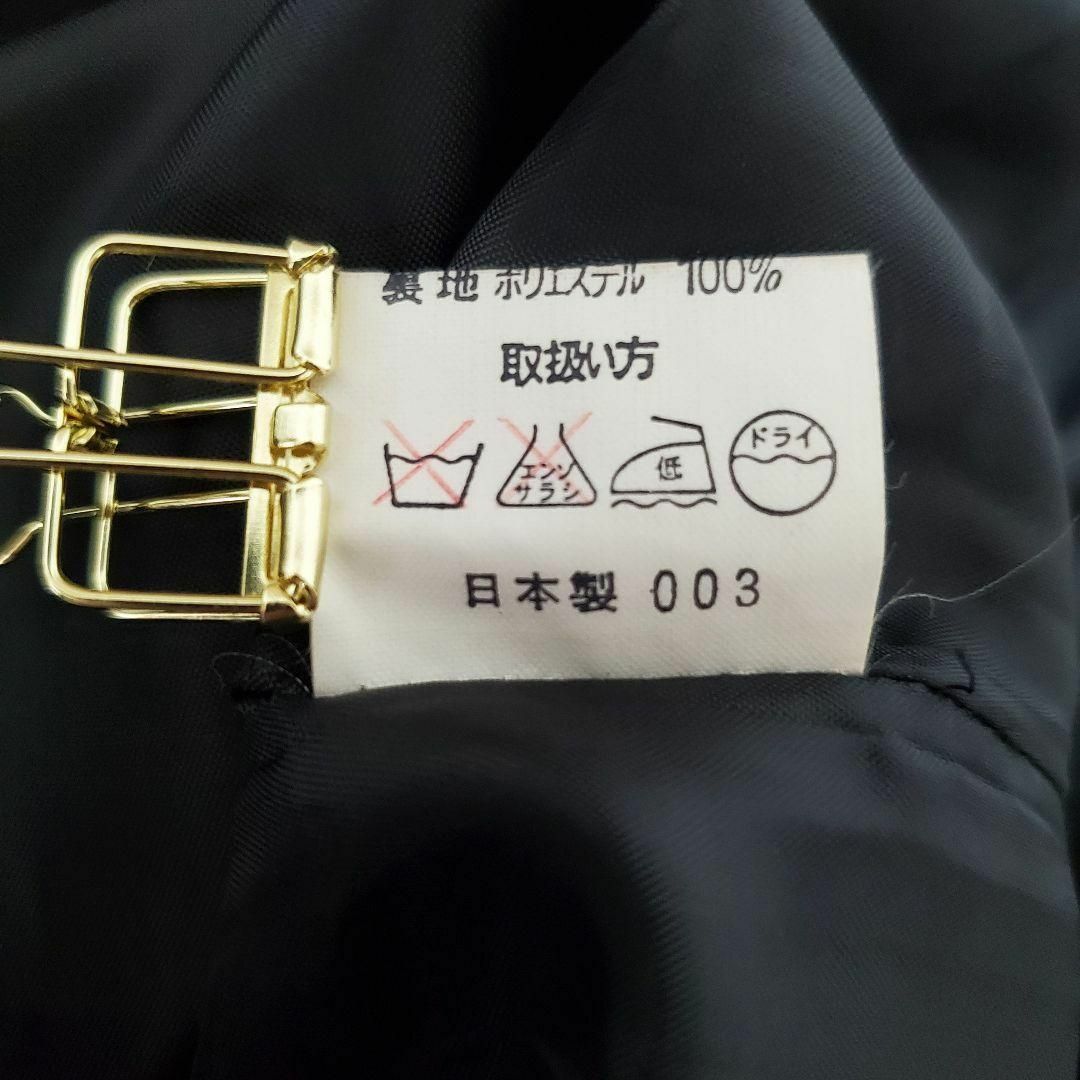 裏地 ポリエステル 100%
取扱い方
エンソ
サラシ
低
ドライ
日本製 003